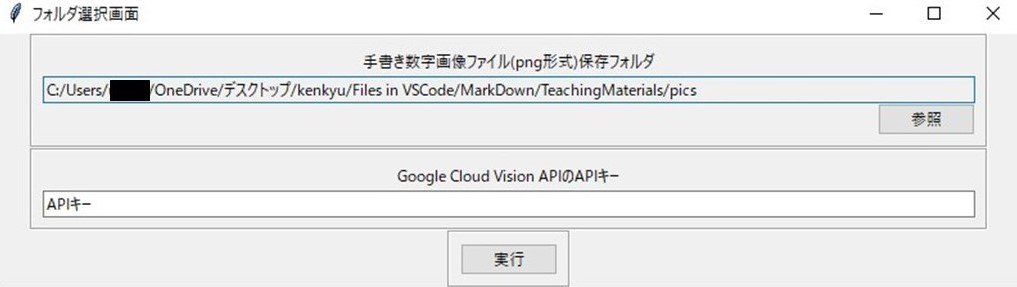 フォルダ選択画面
手書き数字画像ファイル(png形式)保存フォルダ
C:/Users/ /OneDrive/デスクトップ/kenkyu/Files in VSCode/MarkDown/TeachingMaterials/pics
参照
Google Cloud Vision APIのAPIキー
APIキー
実行